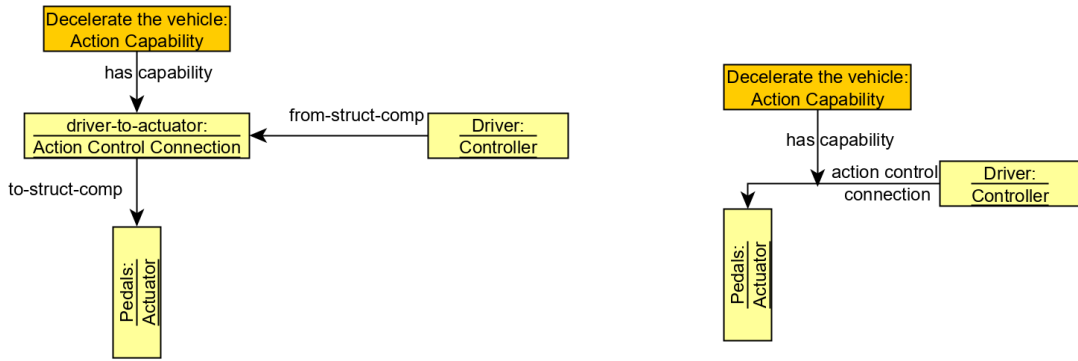 Decelerate the vehicle:
Action Capability
has capability
driver-to-actuator:
Action Control Connection
from-struct-comp
Driver:
Controller
to-struct-comp
Pedals:
Actuator
Decelerate the vehicle:
Action Capability
has capability
action control
connection
Driver:
Controller
Pedals:
Actuator